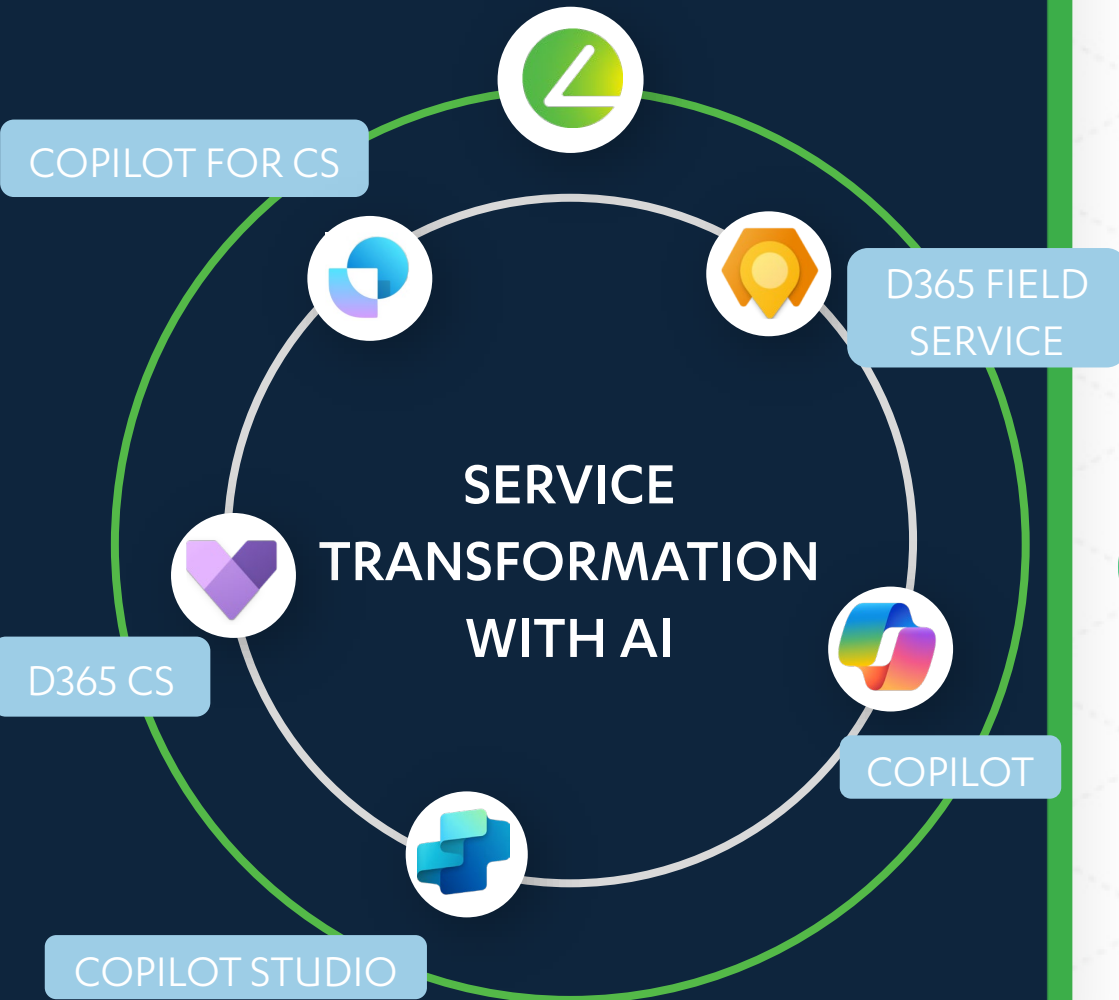 COPILOT FOR CS
D365 FIELD
SERVICE
SERVICE
TRANSFORMATION
WITH AI
D365 CS
COPILOT
COPILOT STUDIO